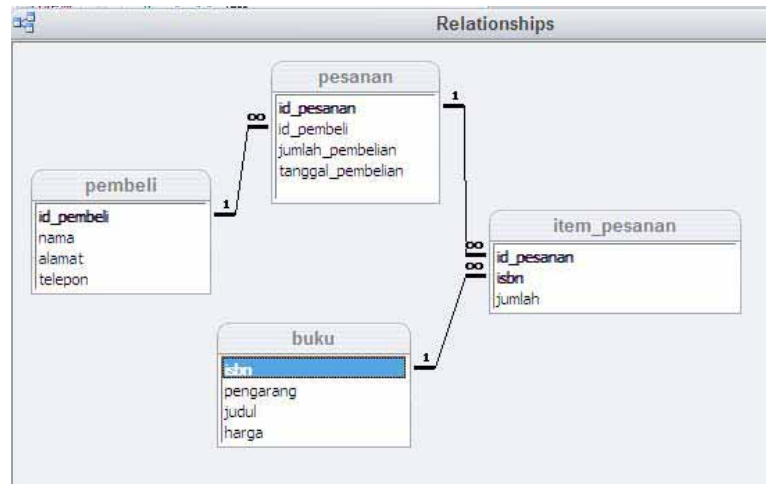 Relationships
pesanan
id_pesanan
id_pembeli
jumlah_pembelian
tanggal_pembelian
1
∞
pembeli
id_pembeli
nama
alamat
telepon
1
item_pesanan
id_pesanan
isbn
jumlah
∞
∞
buku
isbn
pengarang
judul
harga
1